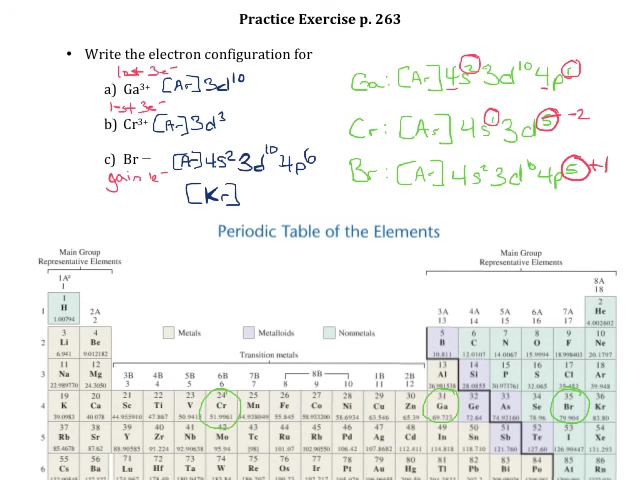 Practice Exercise p. 263
• Write the electron configuration for
lost 3e⁻
a) Ga³⁺ [Ar]3d¹⁰
lost 3e⁻
b) Cr³⁺ [Ar]3d³
c) Br – [Ar]4s²3d¹⁰4p⁶
gain 1e⁻
[Kr]
Ga: [Ar]4s²3d¹⁰4p¹
Cr: [Ar]4s¹3d⁵ -2
Br: [Ar]4s²3d¹⁰4p⁵ +1
Periodic Table of the Elements
Main Group Main Group
Representative Elements Representative Elements
1A 8A
1 18
1 H 1.00794 2A 2 3A 13 4A 14 5A 15 6A 16 7A 17 2 He 4.002602
Metals Metalloids Nonmetals
2 3 Li 6.941 4 Be 9.012182 5 B 10.811 6 C 12.0107 7 N 14.0067 8 O 15.9994 9 F 18.998403 10 Ne 20.1797
Transition metals
3 11 Na 22.989770 12 Mg 24.3050 3B 3 4B 4 5B 5 6B 6 7B 7 8B 8 9 10 1B 11 2B 12 13 Al 26.981538 14 Si 28.0855 15 P 30.973761 16 S 32.065 17 Cl 35.453 18 Ar 39.948
4 19 K 39.0983 20 Ca 40.078 21 Sc 44.955910 22 Ti 47.867 23 V 50.9415 24 Cr 51.9961 25 Mn 54.938049 26 Fe 55.845 27 Co 58.933200 28 Ni 58.6934 29 Cu 63.546 30 Zn 65.39 31 Ga 69.723 32 Ge 72.64 33 As 74.92160 34 Se 78.96 35 Br 79.904 36 Kr 83.80
5 37 Rb 85.4678 38 Sr 87.62 39 Y 88.90585 40 Zr 91.224 41 Nb 92.90638 42 Mo 95.94 43 Tc 44 Ru 101.07 45 Rh 102.90550 46 Pd 106.42 47 Ag 107.8682 48 Cd 112.411 49 In 114.818 50 Sn 118.710 51 Sb 121.760 52 Te 127.60 53 I 126.90447 54 Xe 131.293
6 55 Cs 56 Ba 71 Lu 72 Hf 73 Ta 74 W 75 Re 76 Os 77 Ir 78 Pt 79 Au 80 Hg 81 Tl 82 Pb 83 Bi 84 Po 85 At 86 Rn